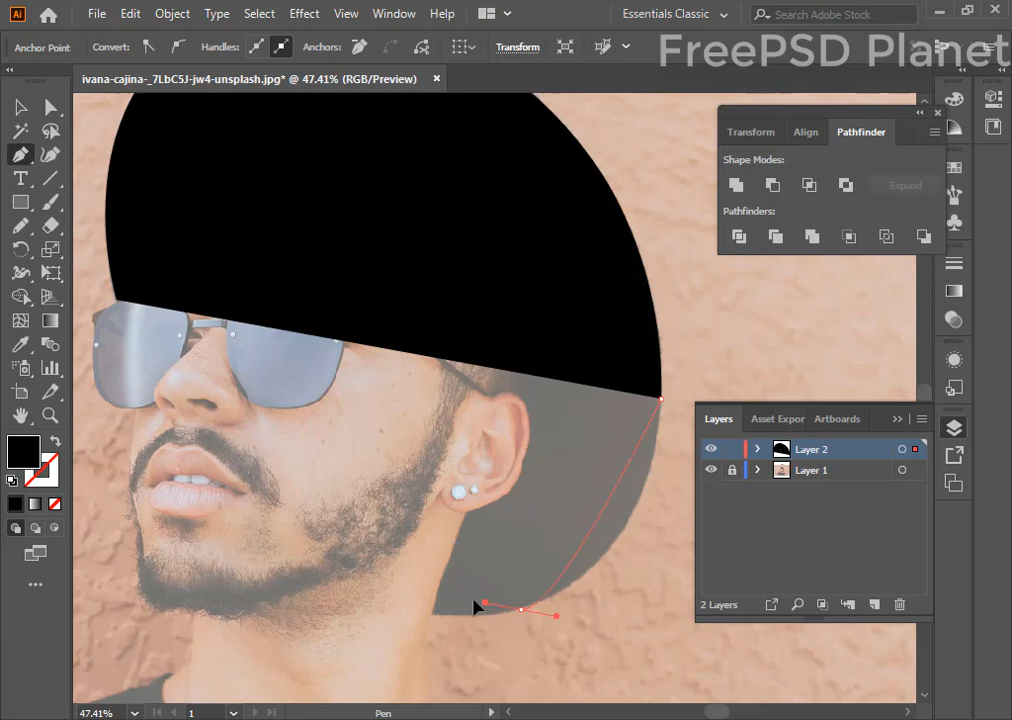 Ai File Edit Object Type Select Effect View Window Help Essentials Classic Search Adobe Stock
Anchor Point Convert: Handles: Anchors: Transform
FreePSD Planet
ivana-cajina-_7LbC5J-jw4-unsplash.jpg* @ 47.41% (RGB/Preview)
Transform Align Pathfinder
Shape Modes:
Expand
Pathfinders:
Layers Asset Expor Artboards
Layer 2
Layer 1
2 Layers
47.41% 1 Pen